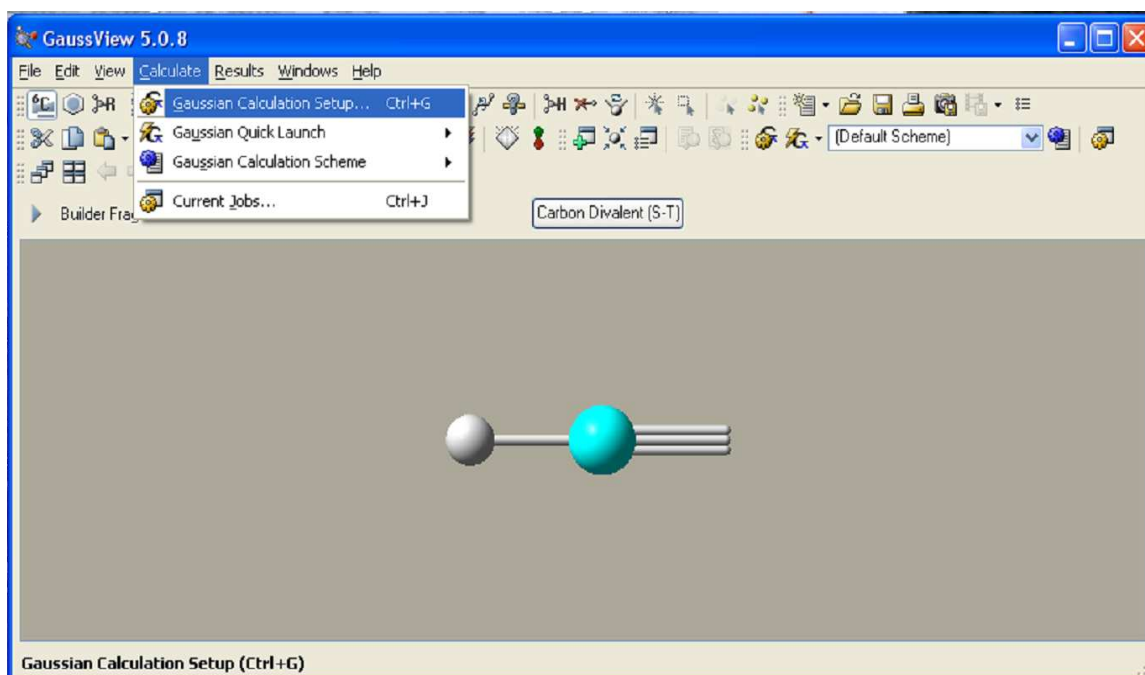 GaussView 5.0.8
File Edit View Calculate Results Windows Help
Gaussian Calculation Setup... Ctrl+G
Gaussian Quick Launch
(Default Scheme)
Gaussian Calculation Scheme
Current Jobs... Ctrl+J
Builder Fra
Carbon Divalent (S-T)
Gaussian Calculation Setup (Ctrl+G)